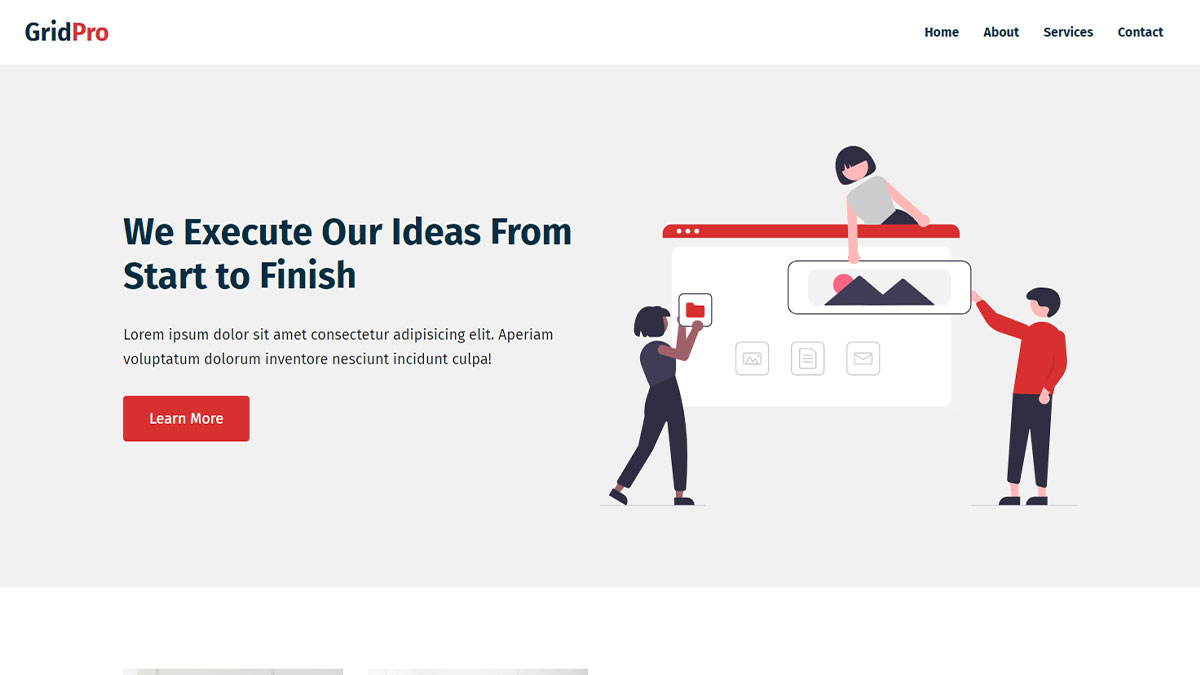 GridPro
Home About Services Contact
We Execute Our Ideas From
Start to Finish
Lorem ipsum dolor sit amet consectetur adipisicing elit. Aperiam
voluptatum dolorum inventore nesciunt incidunt culpa!
Learn More